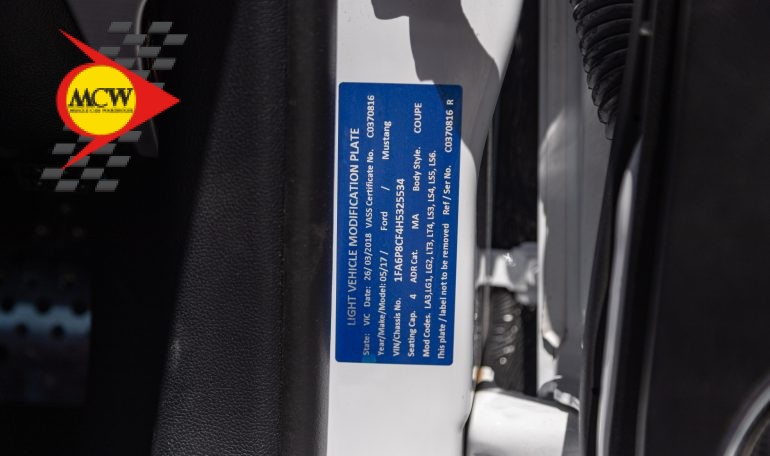 MCW
MUSCLE CAR WAREHOUSE
LIGHT VEHICLE MODIFICATION PLATE
State: VIC Date: 26/03/2018 VASS Certificate No. C0370816
Year/Make/Model: 05/17 / Ford / Mustang
VIN/Chassis No. 1FA6P8CF4H5325534
Seating Cap. 4 ADR Cat. MA Body Style. COUPE
Mod Codes. LA3,LG1, LG2, LT3, LT4, LS3, LS4, LS5, LS6.
This plate / label not to be removed Ref / Ser No. C0370816 R